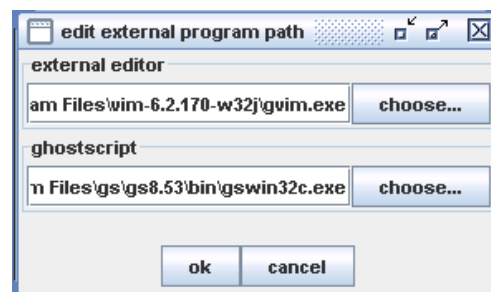 edit external program path
external editor
am Files\vim-6.2.170-w32j\gvim.exe choose...
ghostscript
Files\gs\gs8.53\bin\gswin32c.exe choose...
ok cancel